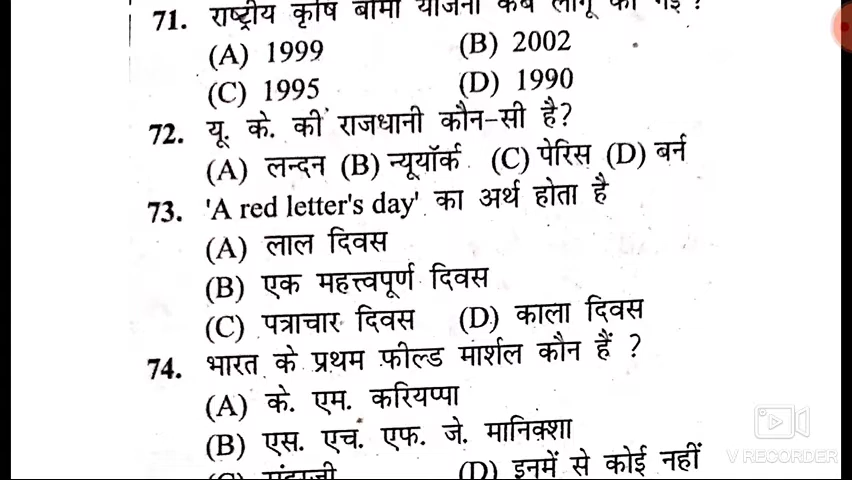 71. राष्ट्रीय कृषि बीमा योजना कब लागू की गई ?
(A) 1999 (B) 2002
(C) 1995 (D) 1990
72. यू. के. की राजधानी कौन-सी है?
(A) लन्दन (B) न्यूयॉर्क (C) पेरिस (D) बर्न
73. 'A red letter's day' का अर्थ होता है
(A) लाल दिवस
(B) एक महत्त्वपूर्ण दिवस
(C) पत्राचार दिवस (D) काला दिवस
74. भारत के प्रथम फील्ड मार्शल कौन हैं ?
(A) के. एम. करियप्पा
(B) एस. एच. एफ. जे. मानिक्शा
(D) इनमें से कोई नहीं
V RECORDER